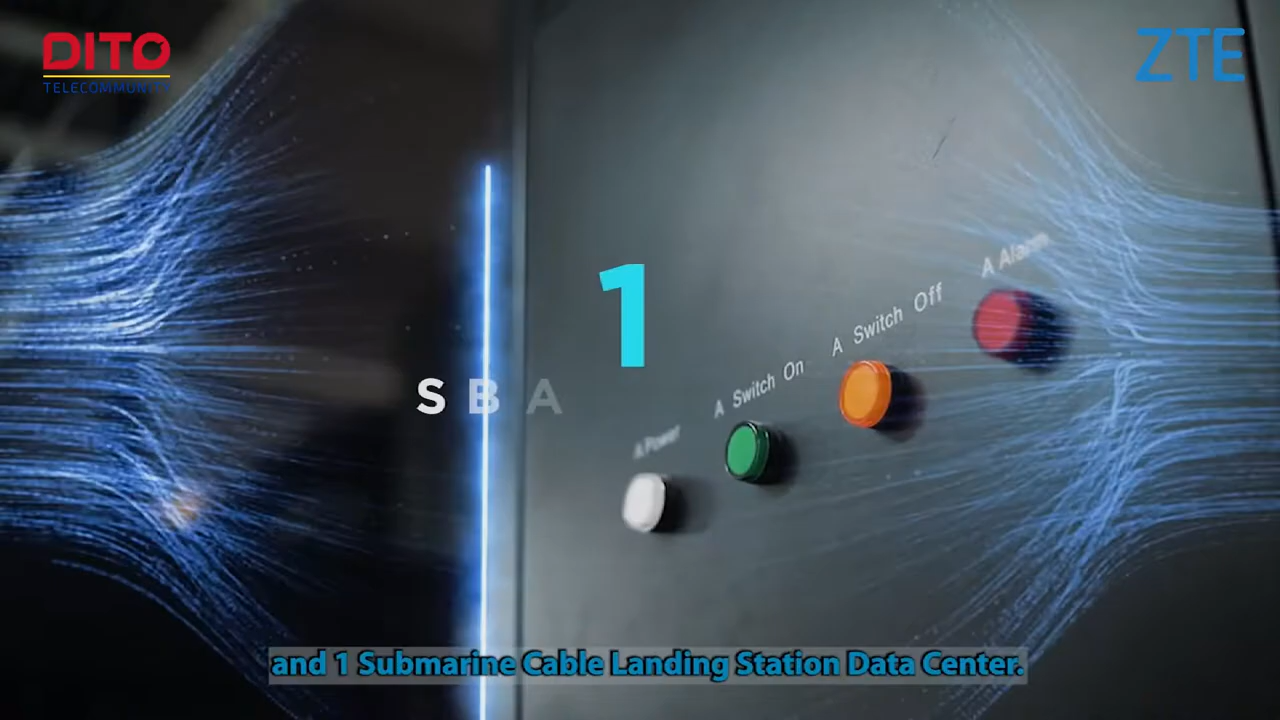 DITO
TELECOMMUNITY
ZTE
1
S B A
A Alarm
A Switch Off
A Switch On
A Power
and 1 Submarine Cable Landing Station Data Center.